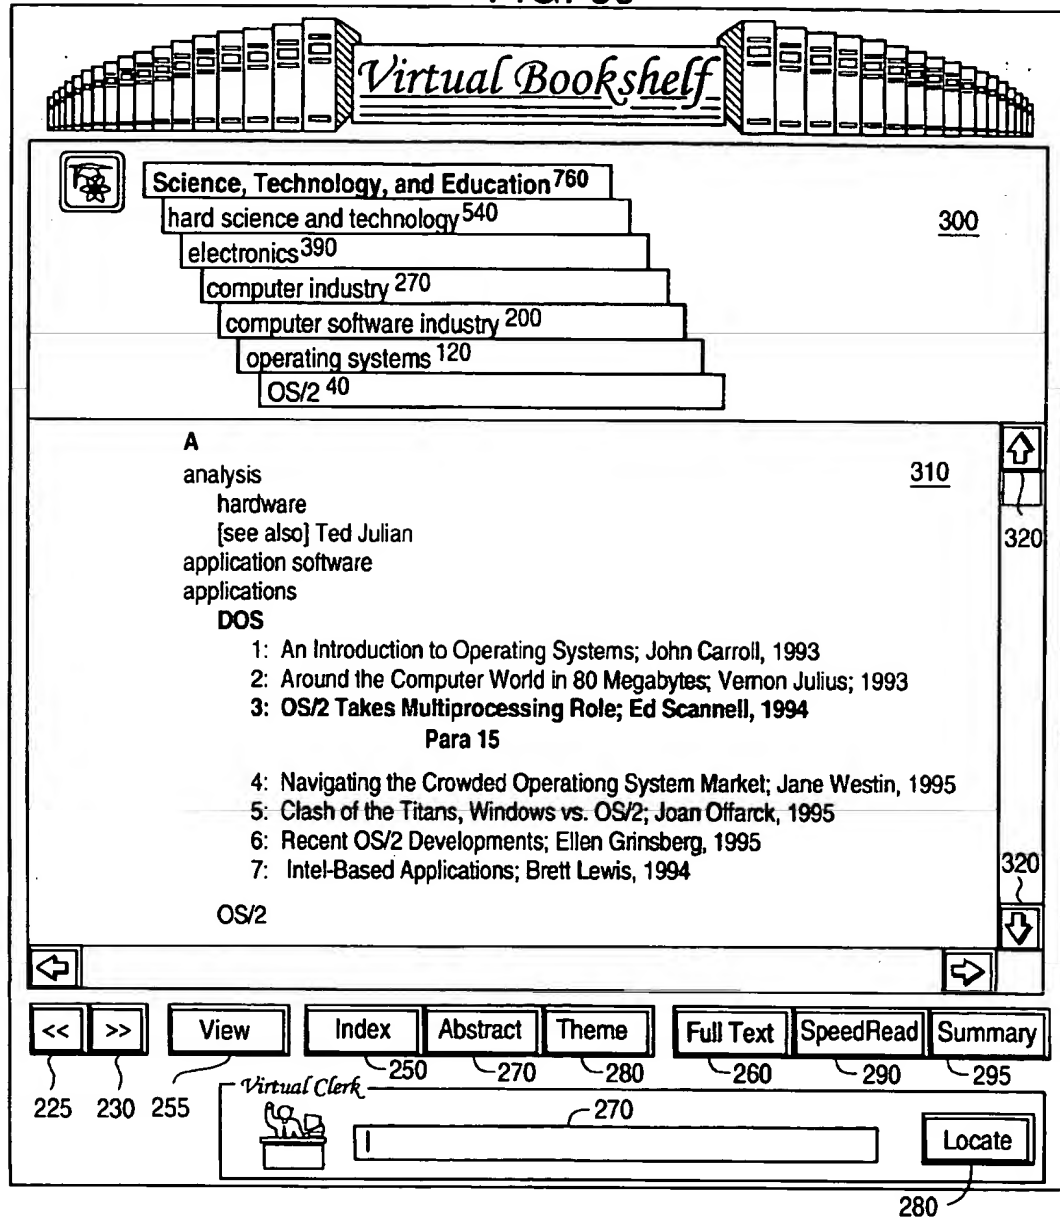 Virtual Bookshelf
Science, Technology, and Education 760
hard science and technology 540
300
electronics 390
computer industry 270
computer software industry 200
operating systems 120
OS/2 40
A
analysis
310
hardware
[see also] Ted Julian
320
application software
applications
DOS
1: An Introduction to Operating Systems; John Carroll, 1993
2: Around the Computer World in 80 Megabytes; Vernon Julius; 1993
3: OS/2 Takes Multiprocessing Role; Ed Scannell, 1994
Para 15
4: Navigating the Crowded Operationg System Market; Jane Westin, 1995
5: Clash of the Titans, Windows vs. OS/2; Joan Offarck, 1995
6: Recent OS/2 Developments; Ellen Grinsberg, 1995
7: Intel-Based Applications; Brett Lewis, 1994
320
OS/2
<< >> View Index Abstract Theme Full Text SpeedRead Summary
250 270 280 260 290 295
225 230 255
Virtual Clerk
270
Locate
280